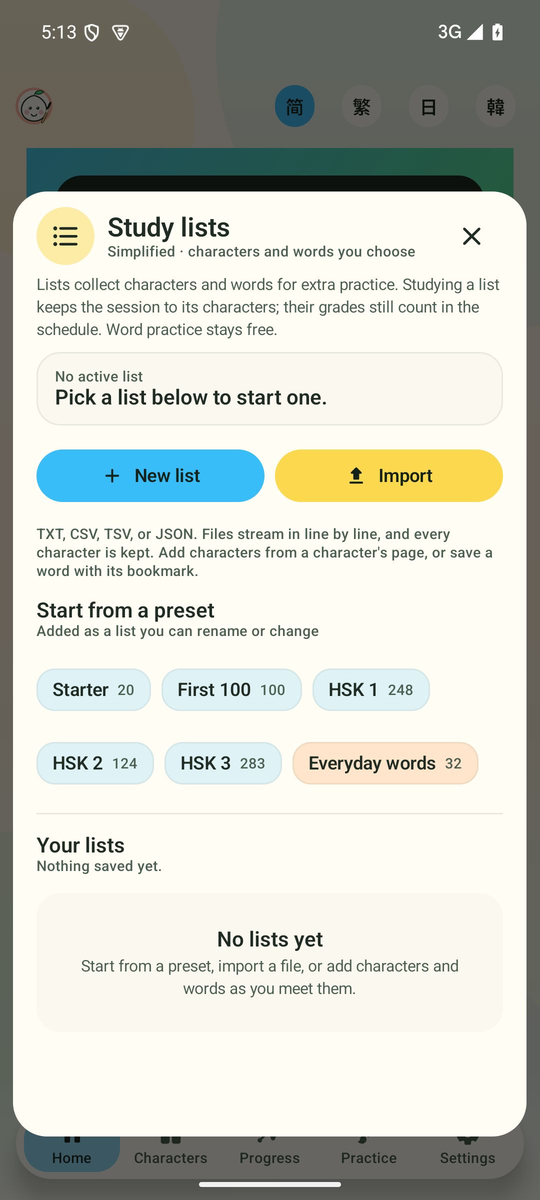 5:13
3G
简 繁 日 韓
Study lists
Simplified · characters and words you choose
Lists collect characters and words for extra practice. Studying a list
keeps the session to its characters; their grades still count in the
schedule. Word practice stays free.
No active list
Pick a list below to start one.
New list
Import
TXT, CSV, TSV, or JSON. Files stream in line by line, and every
character is kept. Add characters from a character's page, or save a
word with its bookmark.
Start from a preset
Added as a list you can rename or change
Starter 20
First 100 100
HSK 1 248
HSK 2 124
HSK 3 283
Everyday words 32
Your lists
Nothing saved yet.
No lists yet
Start from a preset, import a file, or add characters and
words as you meet them.
Home
Characters
Progress
Practice
Settings